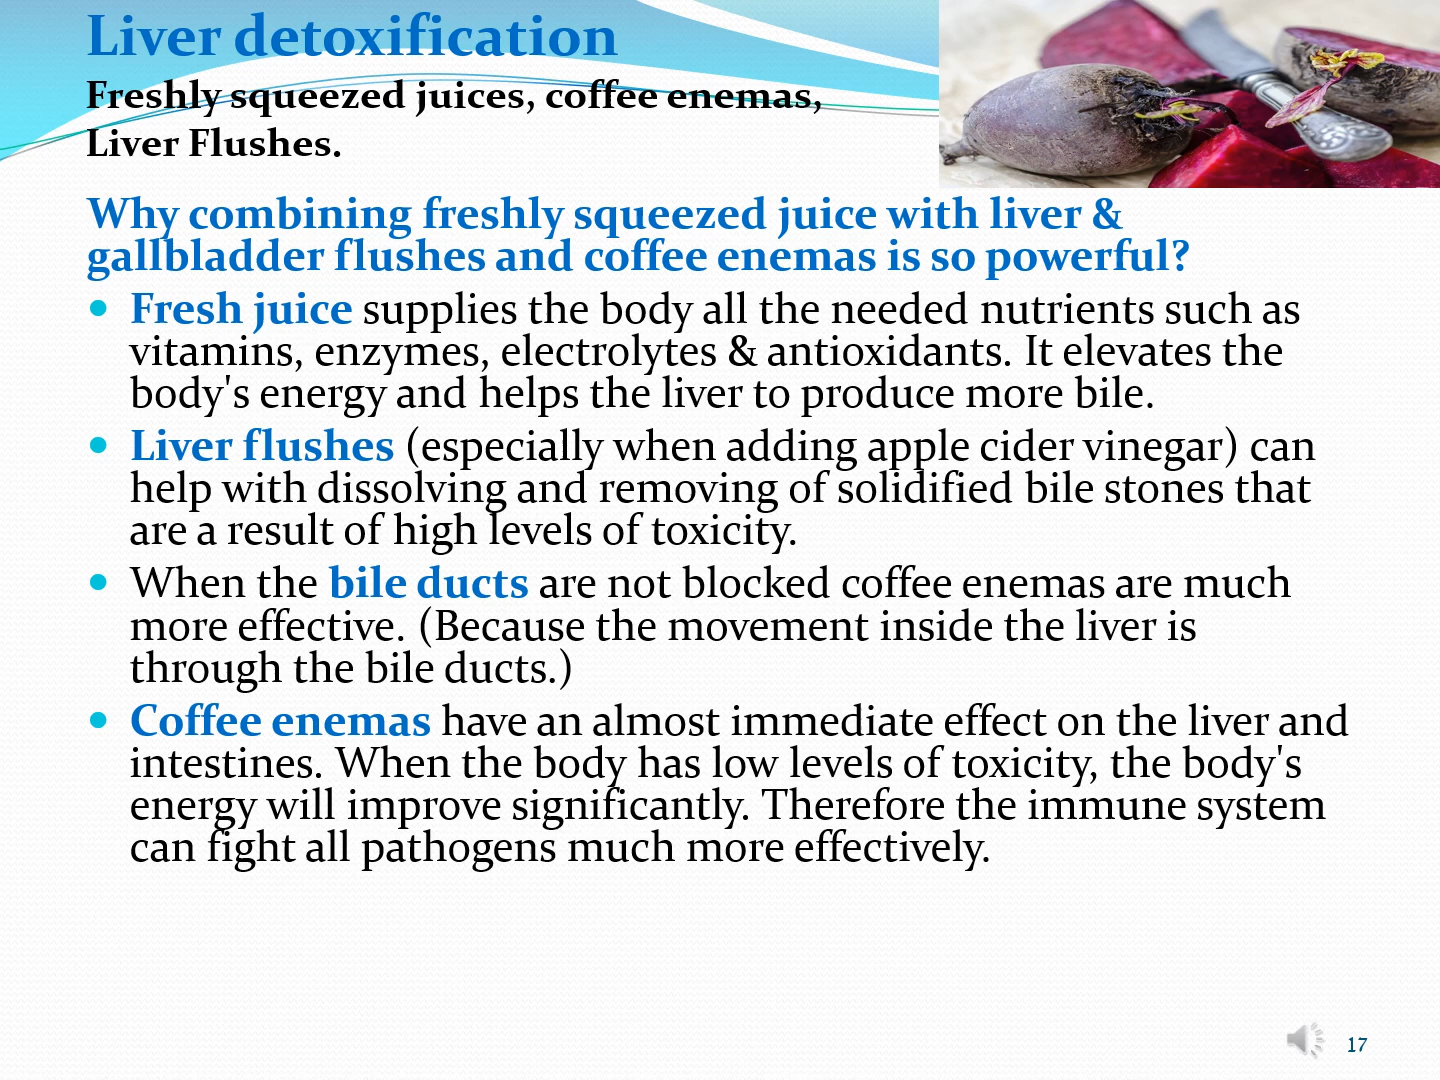 Liver detoxification
Freshly squeezed juices, coffee enemas,
Liver Flushes.
Why combining freshly squeezed juice with liver &
gallbladder flushes and coffee enemas is so powerful?
• Fresh juice supplies the body all the needed nutrients such as
vitamins, enzymes, electrolytes & antioxidants. It elevates the
body's energy and helps the liver to produce more bile.
• Liver flushes (especially when adding apple cider vinegar) can
help with dissolving and removing of solidified bile stones that
are a result of high levels of toxicity.
• When the bile ducts are not blocked coffee enemas are much
more effective. (Because the movement inside the liver is
through the bile ducts.)
• Coffee enemas have an almost immediate effect on the liver and
intestines. When the body has low levels of toxicity, the body's
energy will improve significantly. Therefore the immune system
can fight all pathogens much more effectively.
17